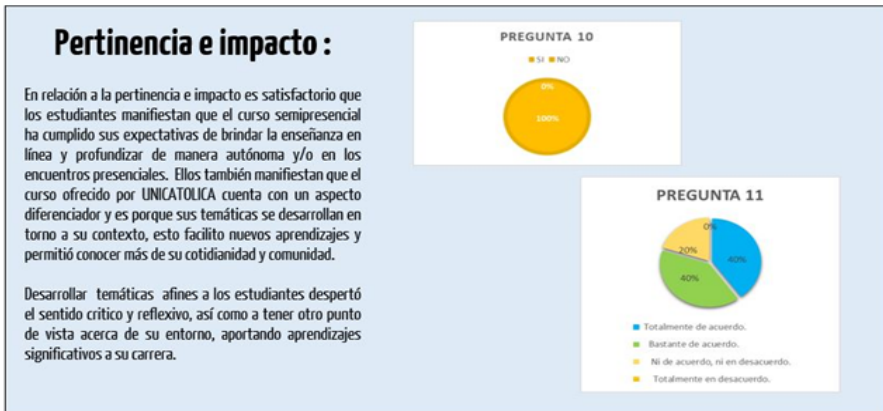 Pertinencia e impacto :
En relación a la pertinencia e impacto es satisfactorio que
los estudiantes manifiestan que el curso semipresencial
ha cumplido sus expectativas de brindar la enseñanza en
línea y profundizar de manera autónoma y/o en los
encuentros presenciales. Ellos también manifiestan que el
curso ofrecido por UNICATOLICA cuenta con un aspecto
diferenciador y es porque sus temáticas se desarrollan en
torno a su contexto, esto facilito nuevos aprendizajes y
permitió conocer más de su cotidianidad y comunidad.
Desarrollar temáticas afines a los estudiantes despertó
el sentido critico y reflexivo, así como a tener otro punto
de vista acerca de su entorno, aportando aprendizajes
significativos a su carrera.
PREGUNTA 10
SI NO
0%
100%
PREGUNTA 11
0%
20%
40%
40%
Totalmente de acuerdo.
Bastante de acuerdo.
Ni de acuerdo, ni en desacuerdo.
Totalmente en desacuerdo.